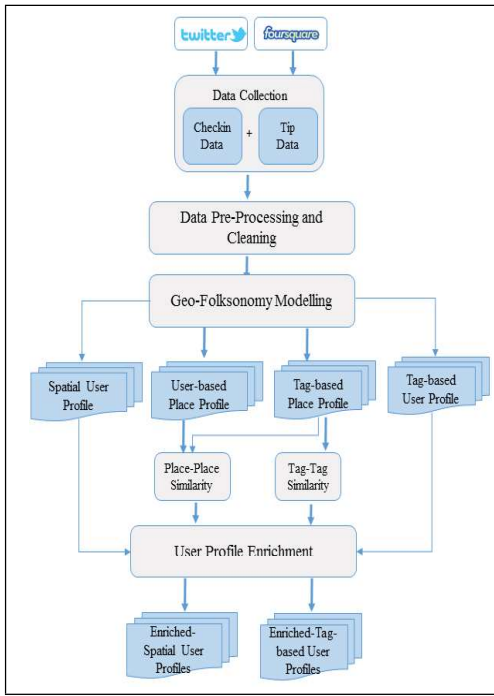 twitter foursquare
Data Collection
Checkin
Data
+
Tip
Data
Data Pre-Processing and
Cleaning
Geo-Folksonomy Modelling
Spatial User
Profile
User-based
Place Profile
Tag-based
Place Profile
Tag-based
User Profile
Place-Place
Similarity
Tag-Tag
Similarity
User Profile Enrichment
Enriched-
Spatial User
Profiles
Enriched-Tag-
based User
Profiles